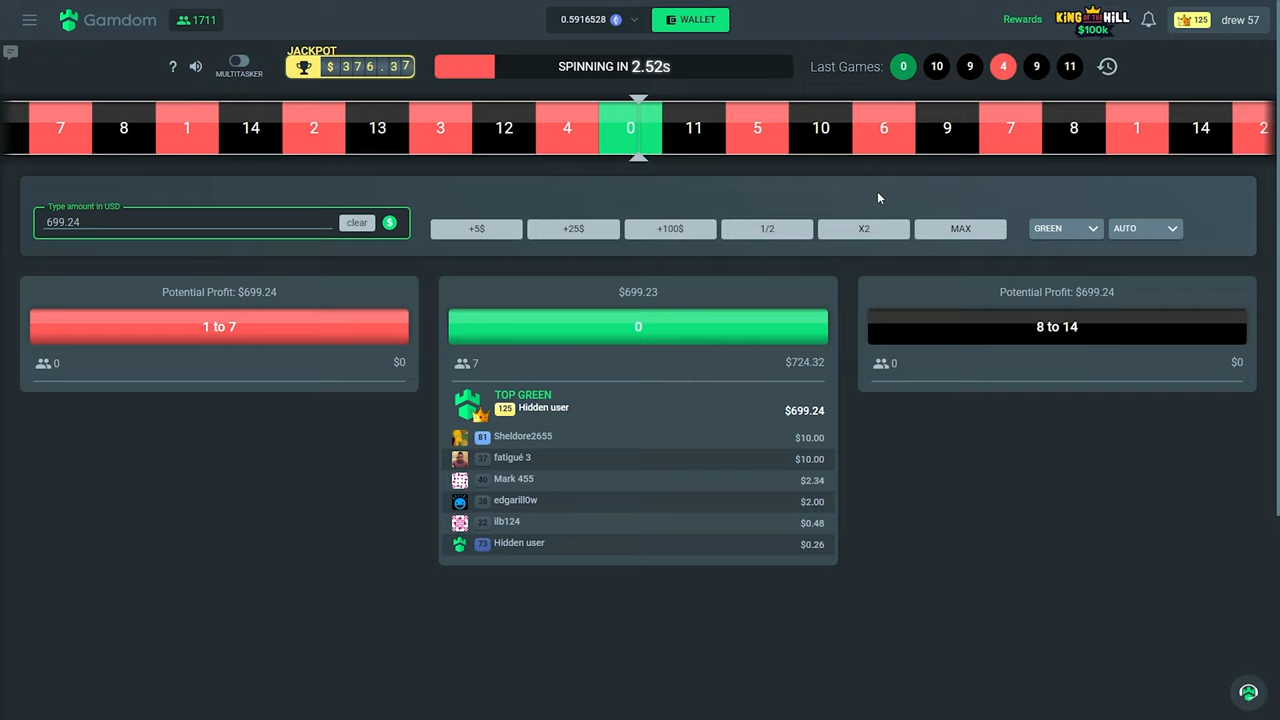 Gamdom
1711
0.5916528
WALLET
Rewards
KING OF THE HILL
$100k
125
drew 57
?
MULTITASKER
JACKPOT
$ 376.37
SPINNING IN 2.52s
Last Games:
0
10
9
4
9
11
7
8
1
14
2
13
3
12
4
0
11
5
10
6
9
7
8
1
14
2
Type amount in USD
699.24
clear
$
+5$
+25$
+100$
1/2
X2
MAX
GREEN
AUTO
Potential Profit: $699.24
1 to 7
0
$0
$699.23
0
7
$724.32
TOP GREEN
125 Hidden user
$699.24
81 Sheldore2655 $10.00
37 fatigué 3 $10.00
40 Mark 455 $2.34
38 edgarill0w $2.00
22 ilb124 $0.48
73 Hidden user $0.26
Potential Profit: $699.24
8 to 14
0
$0